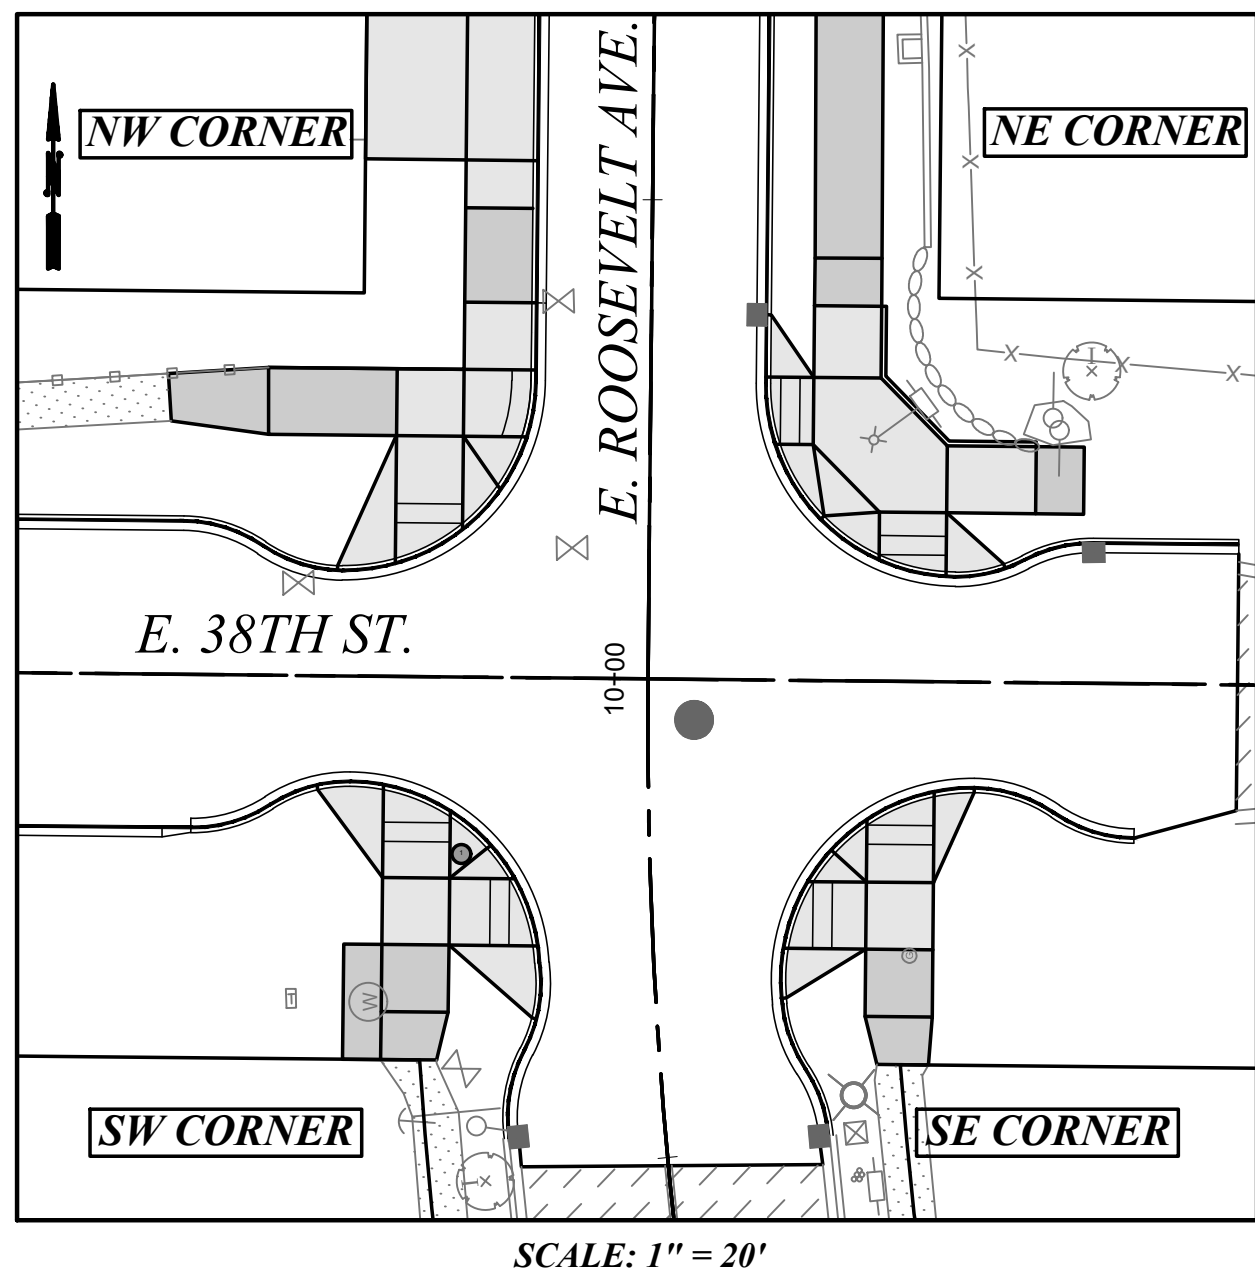 NW CORNER
E. ROOSEVELT AVE.
NE CORNER
N
X
X
X
X
X
X
I
E. 38TH ST.
10+00
T
W
G
SW CORNER
SE CORNER
T
SCALE: 1" = 20'